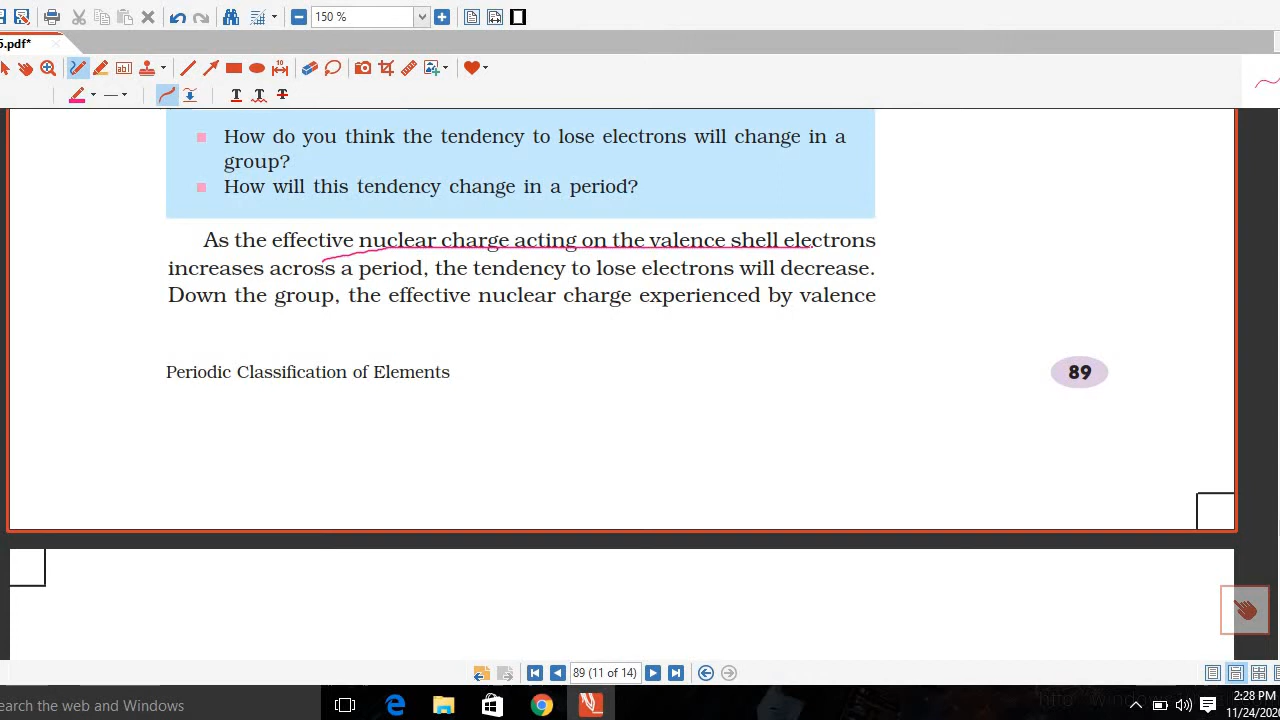 150 %
5.pdf*
How do you think the tendency to lose electrons will change in a
group?
How will this tendency change in a period?
As the effective nuclear charge acting on the valence shell electrons
increases across a period, the tendency to lose electrons will decrease.
Down the group, the effective nuclear charge experienced by valence
Periodic Classification of Elements
89
89 (11 of 14)
earch the web and Windows
2:28 PM
11/24/20